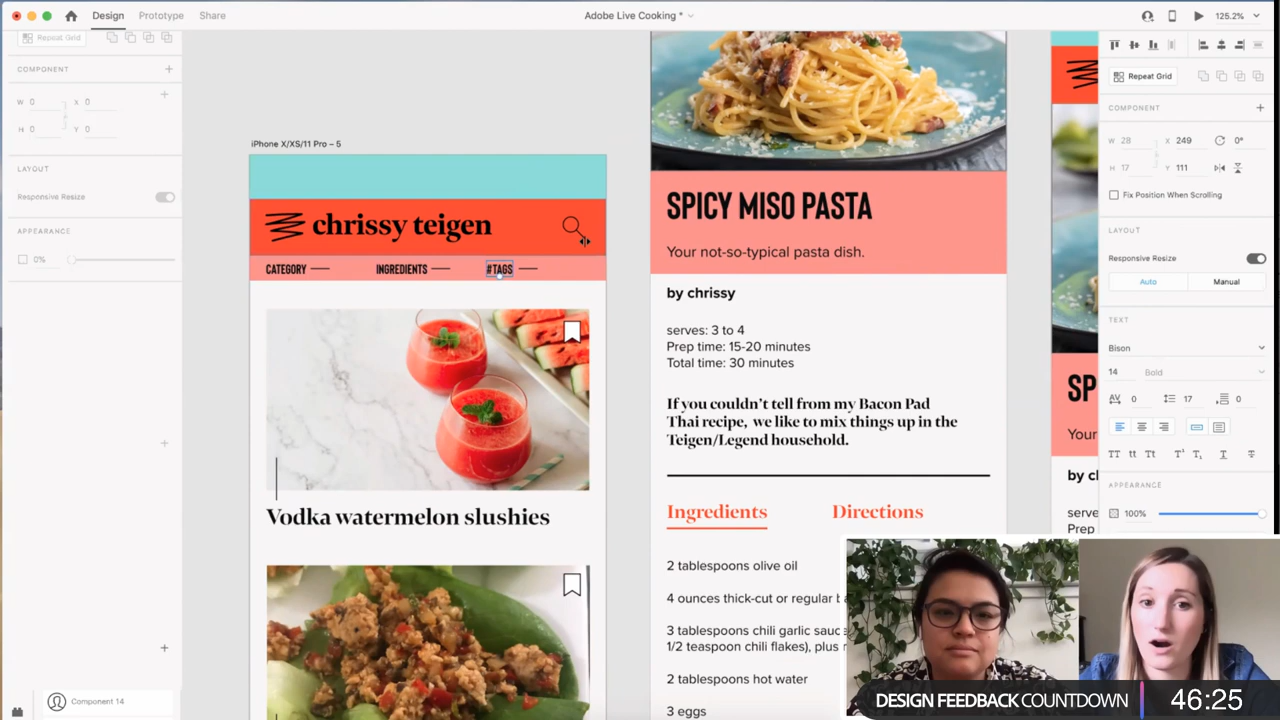 Design
Prototype
Share
Adobe Live Cooking *
125.2%
Repeat Grid
COMPONENT
W 0
X 0
H 0
Y 0
LAYOUT
Responsive Resize
APPEARANCE
0%
Component 14
iPhone X/XS/11 Pro – 5
chrissy teigen
CATEGORY
INGREDIENTS
#TAGS
Vodka watermelon slushies
SPICY MISO PASTA
Your not-so-typical pasta dish.
by chrissy
serves: 3 to 4
Prep time: 15-20 minutes
Total time: 30 minutes
If you couldn't tell from my Bacon Pad
Thai recipe, we like to mix things up in the
Teigen/Legend household.
Ingredients
Directions
2 tablespoons olive oil
4 ounces thick-cut or regular
3 tablespoons chili garlic
1/2 teaspoon chili flakes), plus
2 tablespoons hot water
3 eggs
SP
Your
by
serve
Prep
Repeat Grid
COMPONENT
W 28
X 249
0°
H 17
Y 111
Fix Position When Scrolling
LAYOUT
Responsive Resize
Auto
Manual
TEXT
Bison
14
Bold
AV 0
17
0
TT tt Tt T¹ T₁ T T
APPEARANCE
100%
DESIGN FEEDBACK COUNTDOWN
46:25